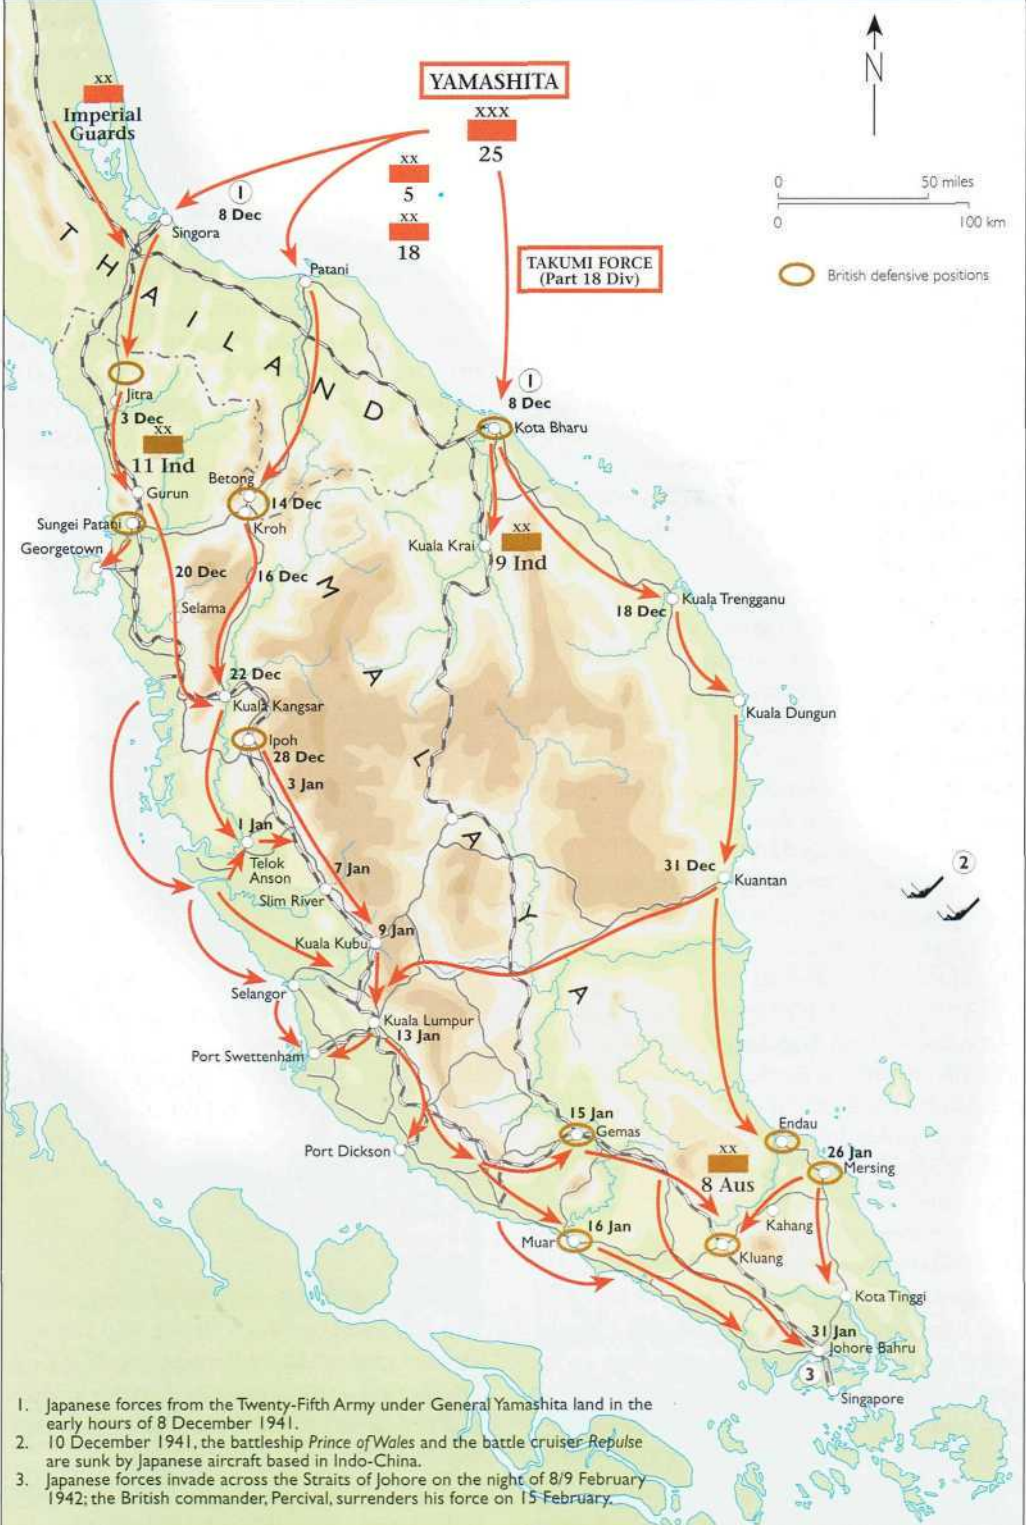 YAMASHITA
XXX
25
xx
Imperial
Guards
N
xx
5
xx
18
1
8 Dec
0 50 miles
0 100 km
Singora
TAKUMI FORCE
(Part 18 Div)
British defensive positions
Patani
THAILAND
1
8 Dec
Kota Bharu
Jitra
3 Dec
xx
11 Ind
Betong
14 Dec
Gurun
Kroh
Sungei Patani
Georgetown
Kuala Krai
xx
9 Ind
20 Dec
16 Dec
MALAYA
Selama
Kuala Trengganu
18 Dec
22 Dec
Kuala Kangsar
Kuala Dungun
Ipoh
28 Dec
3 Jan
1 Jan
Telok
Anson
7 Jan
31 Dec
Kuantan
2
Slim River
Kuala Kubu
9 Jan
Selangor
Kuala Lumpur
13 Jan
Port Swettenham
15 Jan
Gemas
Endau
Port Dickson
xx
8 Aus
26 Jan
Mersing
16 Jan
Muar
Kahang
Kluang
Kota Tinggi
31 Jan
Johore Bahru
3
Singapore
1. Japanese forces from the Twenty-Fifth Army under General Yamashita land in the
early hours of 8 December 1941.
2. 10 December 1941, the battleship Prince of Wales and the battle cruiser Repulse
are sunk by Japanese aircraft based in Indo-China.
3. Japanese forces invade across the Straits of Johore on the night of 8/9 February
1942; the British commander, Percival, surrenders his force on 15 February.